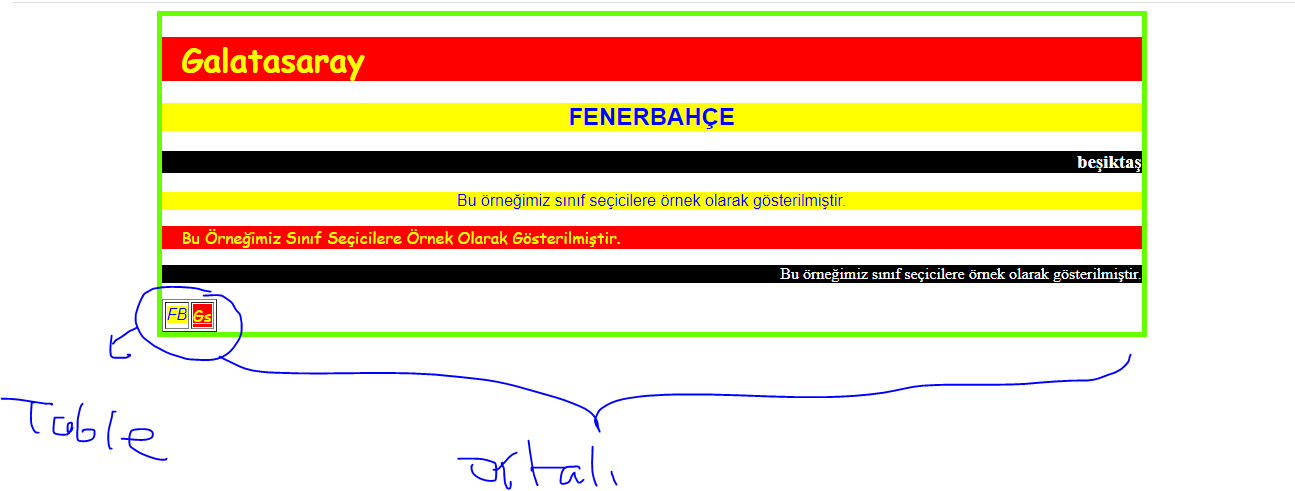 Galatasaray
FENERBAHÇE
beşiktaş
Bu örneğimiz sınıf seçicilere örnek olarak gösterilmiştir.
Bu Örneğimiz Sınıf Seçicilere Örnek Olarak Gösterilmiştir.
Bu örneğimiz sınıf seçicilere örnek olarak gösterilmiştir.
FB Gs
Table
ortalı